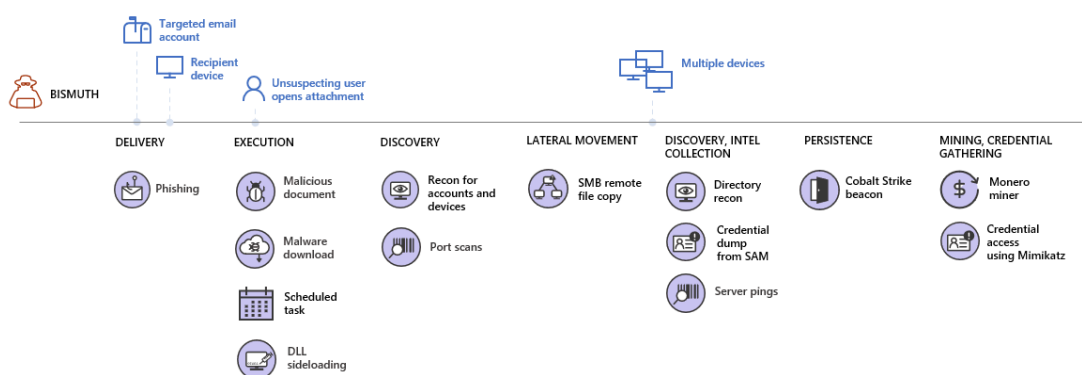 Targeted email
account
Recipient
device
Unsuspecting user
opens attachment
Multiple devices
BISMUTH
DELIVERY
Phishing
EXECUTION
Malicious
document
Malware
download
Scheduled
task
DLL
sideloading
DISCOVERY
Recon for
accounts and
devices
Port scans
LATERAL MOVEMENT
SMB remote
file copy
DISCOVERY, INTEL
COLLECTION
Directory
recon
Credential
dump
from SAM
Server pings
PERSISTENCE
Cobalt Strike
beacon
MINING, CREDENTIAL
GATHERING
Monero
miner
Credential
access
using Mimikatz